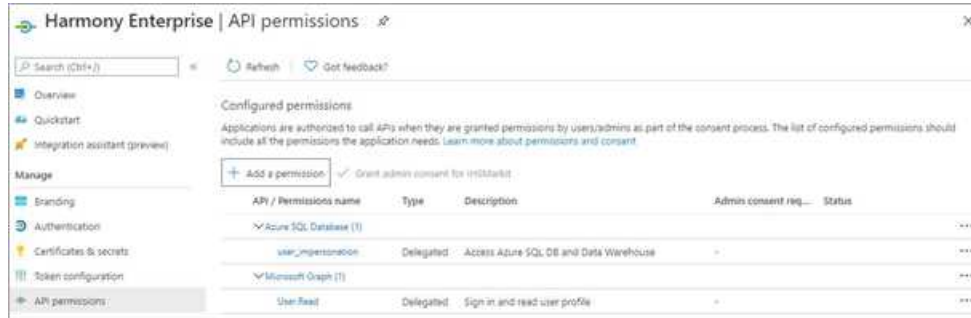 Harmony Enterprise | API permissions
Search (Ctrl+/)
«
Refresh
Got feedback?
Overview
Quickstart
Integration assistant (preview)
Manage
Branding
Authentication
Certificates & secrets
Token configuration
API permissions
Configured permissions
Applications are authorized to call APIs when they are granted permissions by users/admins as part of the consent process. The list of configured permissions should
include all the permissions the application needs. Learn more about permissions and consent
+ Add a permission
Grant admin consent for IHSMarkit
API / Permissions name Type Description Admin consent req... Status
Azure SQL Database (1) ...
user_impersonation Delegated Access Azure SQL DB and Data Warehouse - ...
Microsoft Graph (1) ...
User.Read Delegated Sign in and read user profile - ...